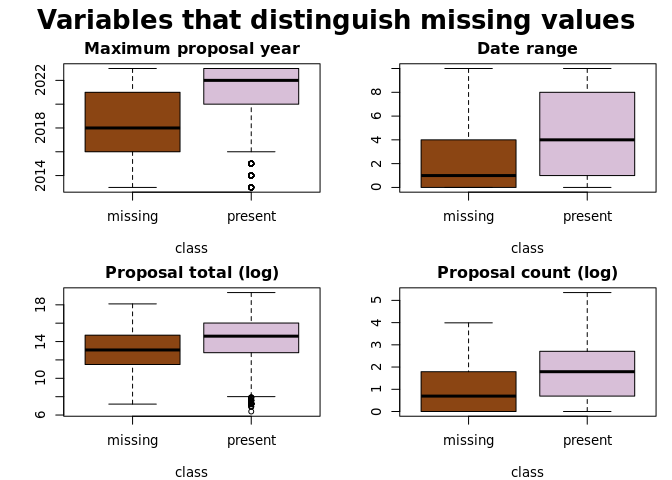 Variables that distinguish missing values
Maximum proposal year
2014 2018 2022
missing present
class
Date range
0 2 4 6 8
missing present
class
Proposal total (log)
6 10 14 18
missing present
class
Proposal count (log)
0 1 2 3 4 5
missing present
class